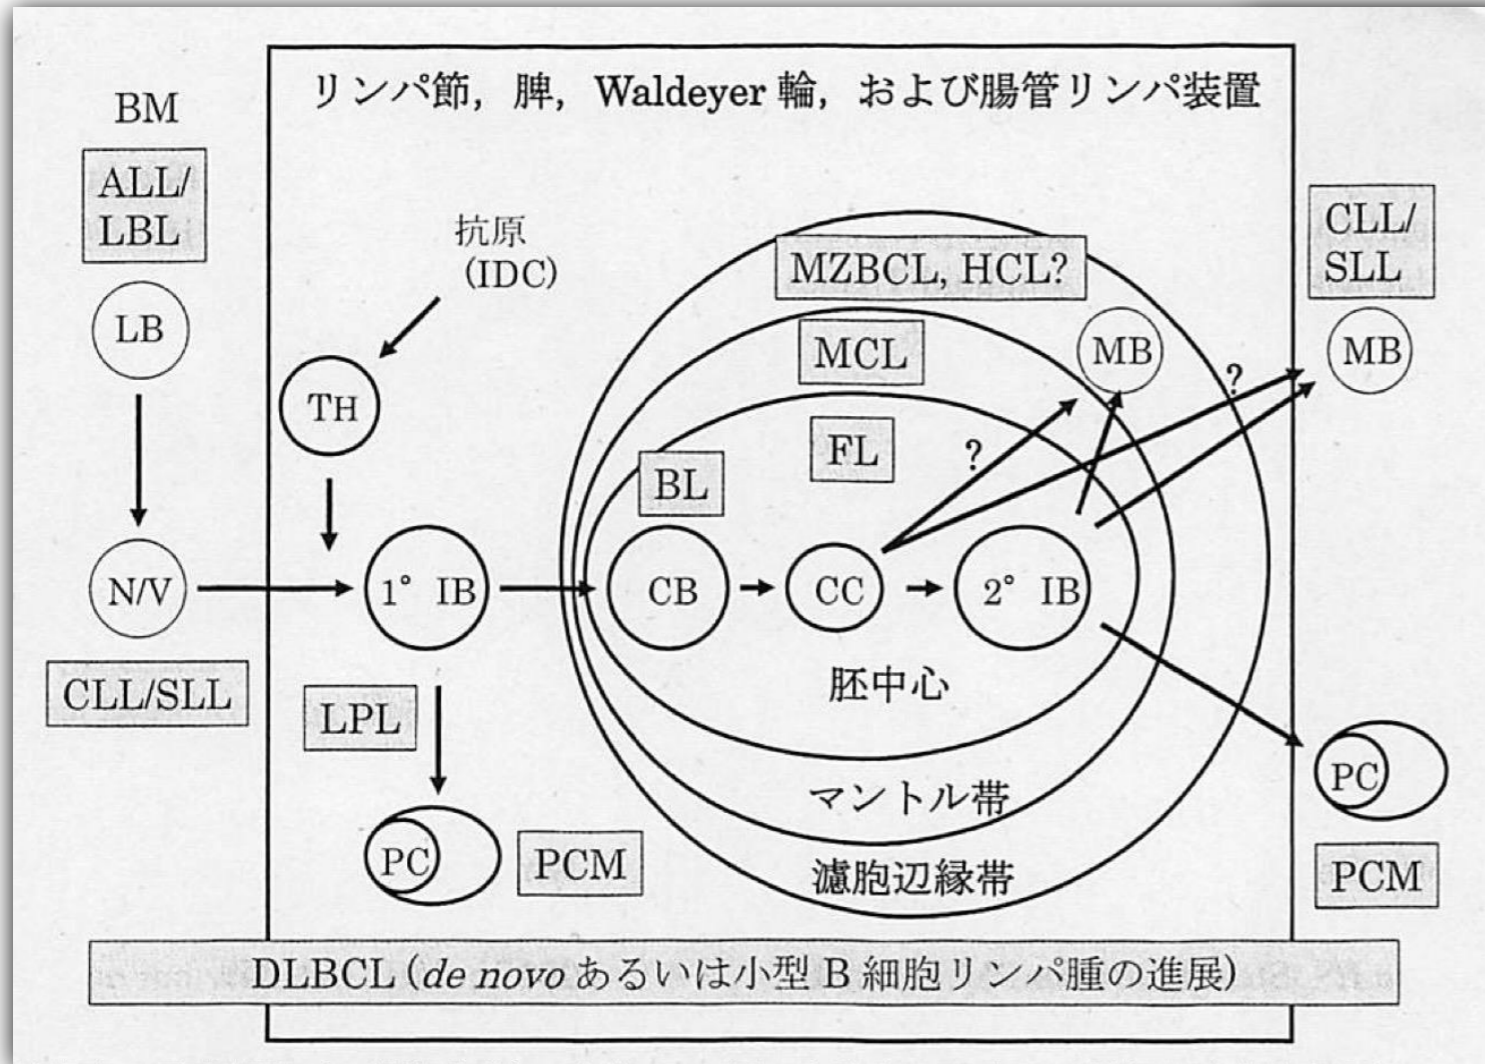 リンパ節，脾，Waldeyer 輪，および腸管リンパ装置
BM
ALL/
LBL
LB
N/V
CLL/SLL
抗原
(IDC)
TH
1° IB
LPL
PC
PCM
MZBCL, HCL?
MCL
FL
BL
CB
CC
2° IB
MB
?
?
胚中心
マントル帯
濾胞辺縁帯
CLL/
SLL
MB
PC
PCM
DLBCL (de novo あるいは小型 B 細胞リンパ腫の進展)